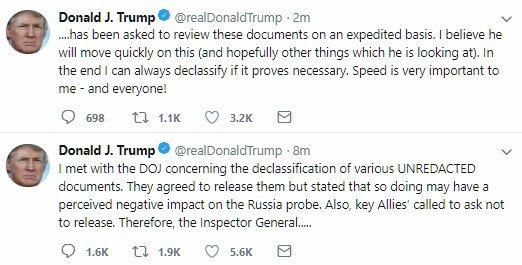 Donald J. Trump @realDonaldTrump · 2m
....has been asked to review these documents on an expedited basis. I believe he
will move quickly on this (and hopefully other things which he is looking at). In
the end I can always declassify if it proves necessary. Speed is very important to
me - and everyone!
698 1.1K 3.2K
Donald J. Trump @realDonaldTrump · 8m
I met with the DOJ concerning the declassification of various UNREDACTED
documents. They agreed to release them but stated that so doing may have a
perceived negative impact on the Russia probe. Also, key Allies' called to ask not
to release. Therefore, the Inspector General.....
1.6K 1.9K 5.6K